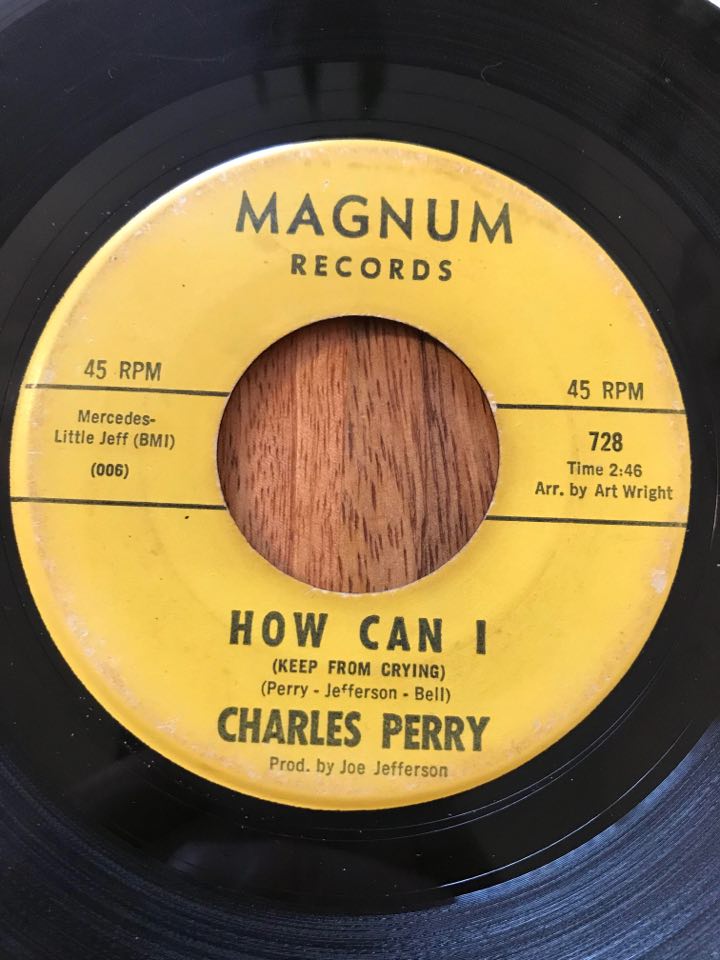 MAGNUM
RECORDS
45 RPM
Mercedes-
Little Jeff (BMI)
(006)
45 RPM
728
Time 2:46
Arr. by Art Wright
HOW CAN I
(KEEP FROM CRYING)
(Perry - Jefferson - Bell)
CHARLES PERRY
Prod. by Joe Jefferson